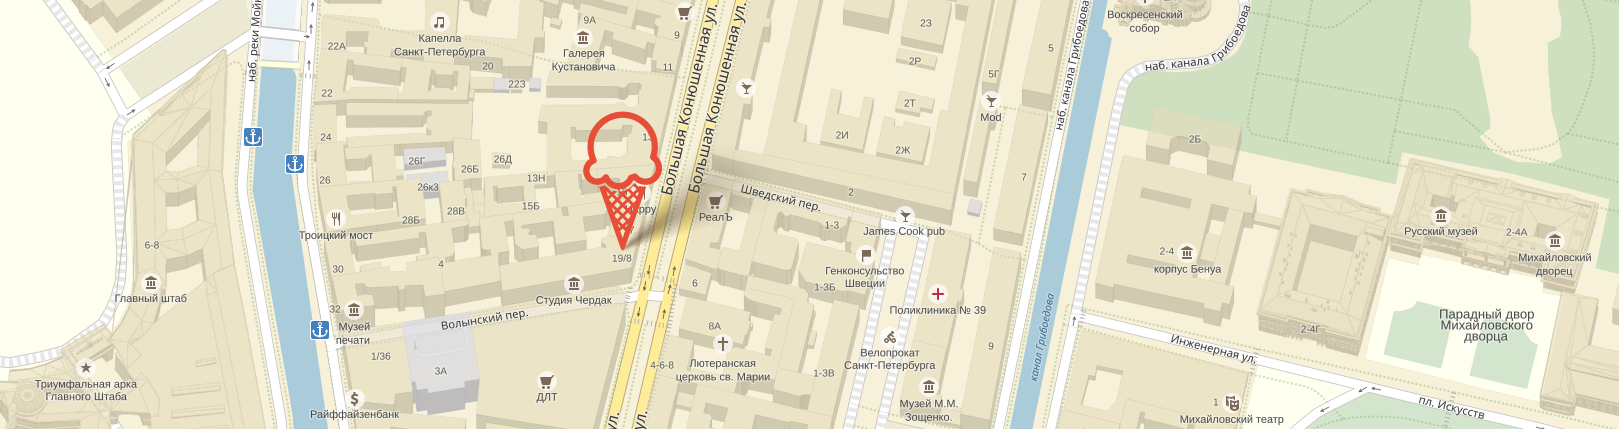 наб. реки Мойки
Капелла
Санкт-Петербурга
9А
Галерея
Кустановича
22А
20
223
22
24
26
26Г
26к3
26Б
26Д
28Б
28В
13Н
15Б
9
11
Большая Конюшенная ул.
Большая Конюшенная ул.
Троицкий мост
30
4
32
6-8
Главный штаб
Музей
печати
1/36
3А
Волынский пер.
Студия Чердак
19/8
Триумфальная арка
Главного Штаба
Райффайзенбанк
ДЛТ
4-6-8
6
8А
Лютеранская
церковь св. Марии
РеалЪ
Шведский пер.
2
1-3
1-3Б
1-3В
James Cook pub
Генконсульство
Швеции
Поликлиника № 39
Велопрокат
Санкт-Петербурга
Музей М.М.
Зощенко.
23
2Р
2Т
2И
2Ж
5
5Г
Mod
7
9
наб. канала Грибоедова
канал Грибоедова
Воскресенский
собор
наб. канала Грибоедова
2Б
2-4
корпус Бенуа
Русский музей
2-4А
Михайловский
дворец
2-4Г
Парадный двор
Михайловского
дворца
Инженерная ул.
пл. Искусств
1
Михайловский театр
ул.
ул.